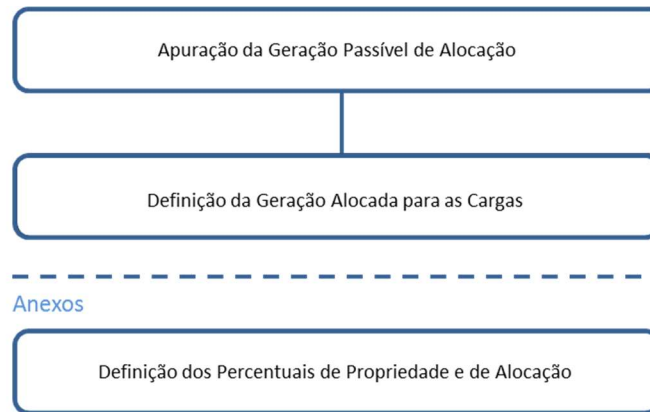 Apuração da Geração Passível de Alocação
Definição da Geração Alocada para as Cargas
Anexos
Definição dos Percentuais de Propriedade e de Alocação